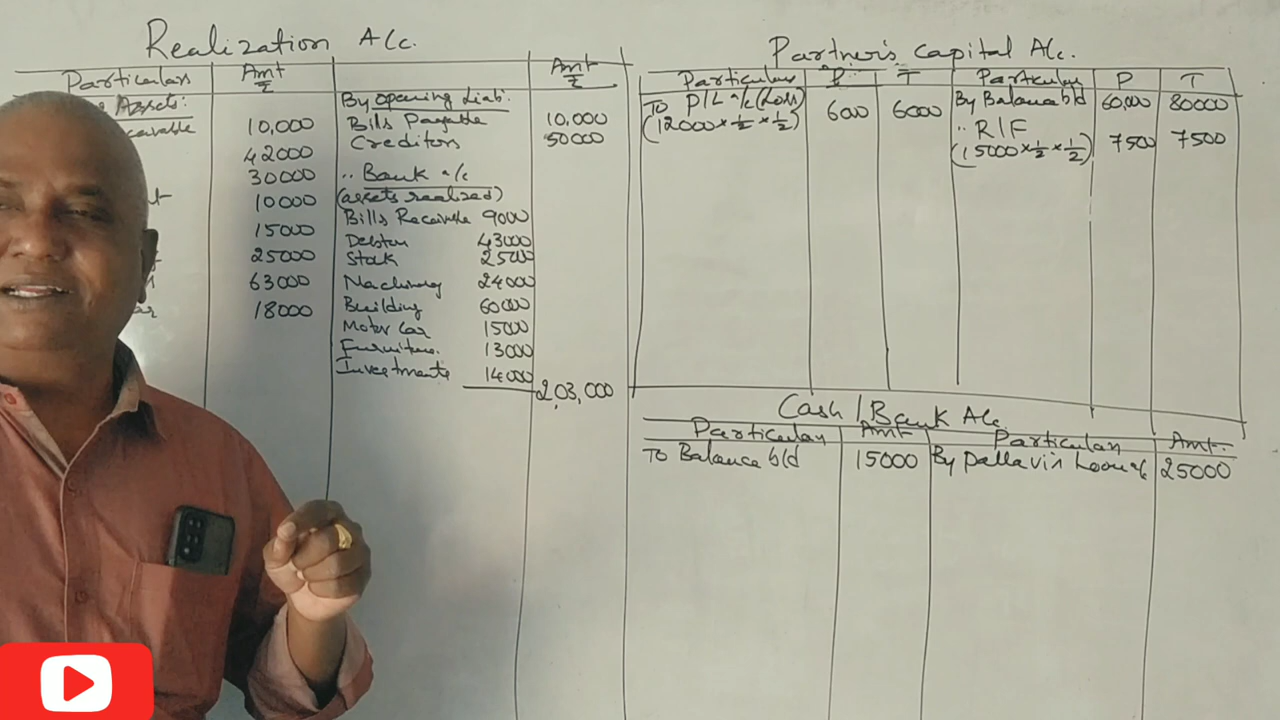 Realization A/c.
Particulars Amt ₹ Amt ₹
Assets: By opening Liab.
10,000 Bills Payable 10,000
42000 Creditors 50000
30000 ,, Bank a/c
10000 (assets realized)
15000 Bills Receivable 9000
25000 Debtors 43000
63000 Stock 25000
18000 Machinery 24000
Building 60000
Motor Car 15000
Furniture. 13000
Investments 14000
2,03,000
Partner's Capital A/c.
Particulars P T Particulars P T
To P/L a/c (Loss) 6000 6000 By Balance b/d 60,000 80000
(12000 × ½ × ½) ,, R/F 7500 7500
(15000 × ½ × ½)
Cash / Bank A/c
Particulars Amt Particulars Amt.
To Balance b/d 15000 By Pallavi's Loan a/c 25000